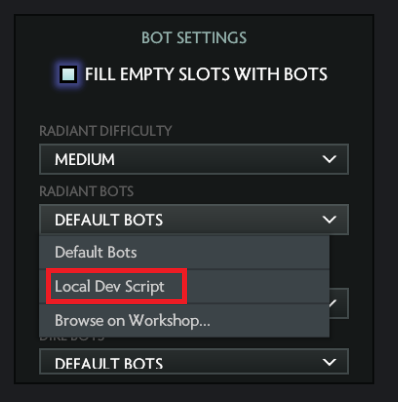 BOT SETTINGS
FILL EMPTY SLOTS WITH BOTS
RADIANT DIFFICULTY
MEDIUM
RADIANT BOTS
DEFAULT BOTS
Default Bots
Local Dev Script
Browse on Workshop...
DIRE BOTS
DEFAULT BOTS